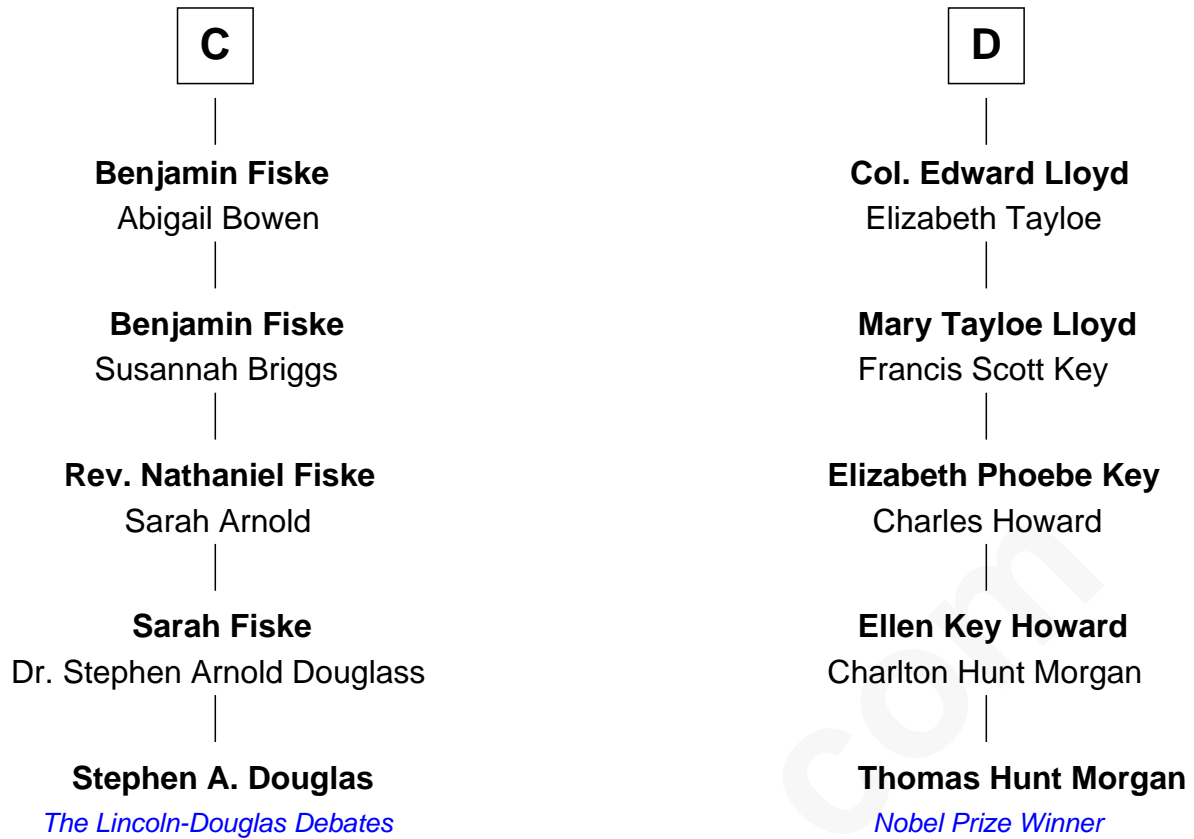 C
Benjamin Fiske
Abigail Bowen
Benjamin Fiske
Susannah Briggs
Rev. Nathaniel Fiske
Sarah Arnold
Sarah Fiske
Dr. Stephen Arnold Douglass
Stephen A. Douglas
The Lincoln-Douglas Debates
D
Col. Edward Lloyd
Elizabeth Tayloe
Mary Tayloe Lloyd
Francis Scott Key
Elizabeth Phoebe Key
Charles Howard
Ellen Key Howard
Charlton Hunt Morgan
Thomas Hunt Morgan
Nobel Prize Winner
com